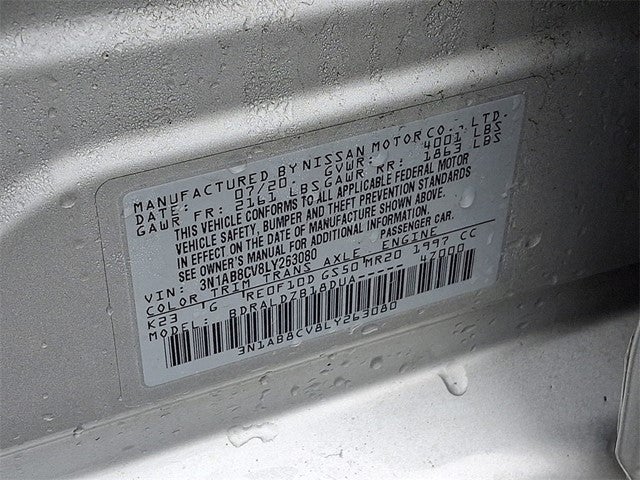 MANUFACTURED BY NISSAN MOTOR CO., LTD.
DATE: 07/20 GVWR: 4001 LBS
GAWR FR: 2161 LBS GAWR RR: 1863 LBS
THIS VEHICLE CONFORMS TO ALL APPLICABLE FEDERAL MOTOR
VEHICLE SAFETY, BUMPER AND THEFT PREVENTION STANDARDS
IN EFFECT ON THE DATE OF MANUFACTURE SHOWN ABOVE.
SEE OWNER'S MANUAL FOR ADDITIONAL INFORMATION.
VIN: 3N1AB8CV8LY263080 PASSENGER CAR
COLOR TRIM TRANS AXLE ENGINE
K23 G RE0F10D GS50 MR20 1997 CC
MODEL: BDRALDZB18DUA----- 47000
3N1AB8CV8LY263080